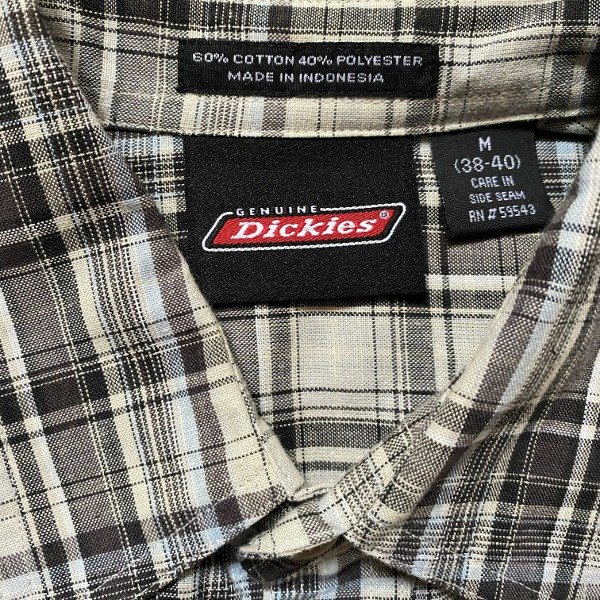 60% COTTON 40% POLYESTER
MADE IN INDONESIA
GENUINE
Dickies®
M
(38-40)
CARE IN
SIDE SEAM
RN # 59543